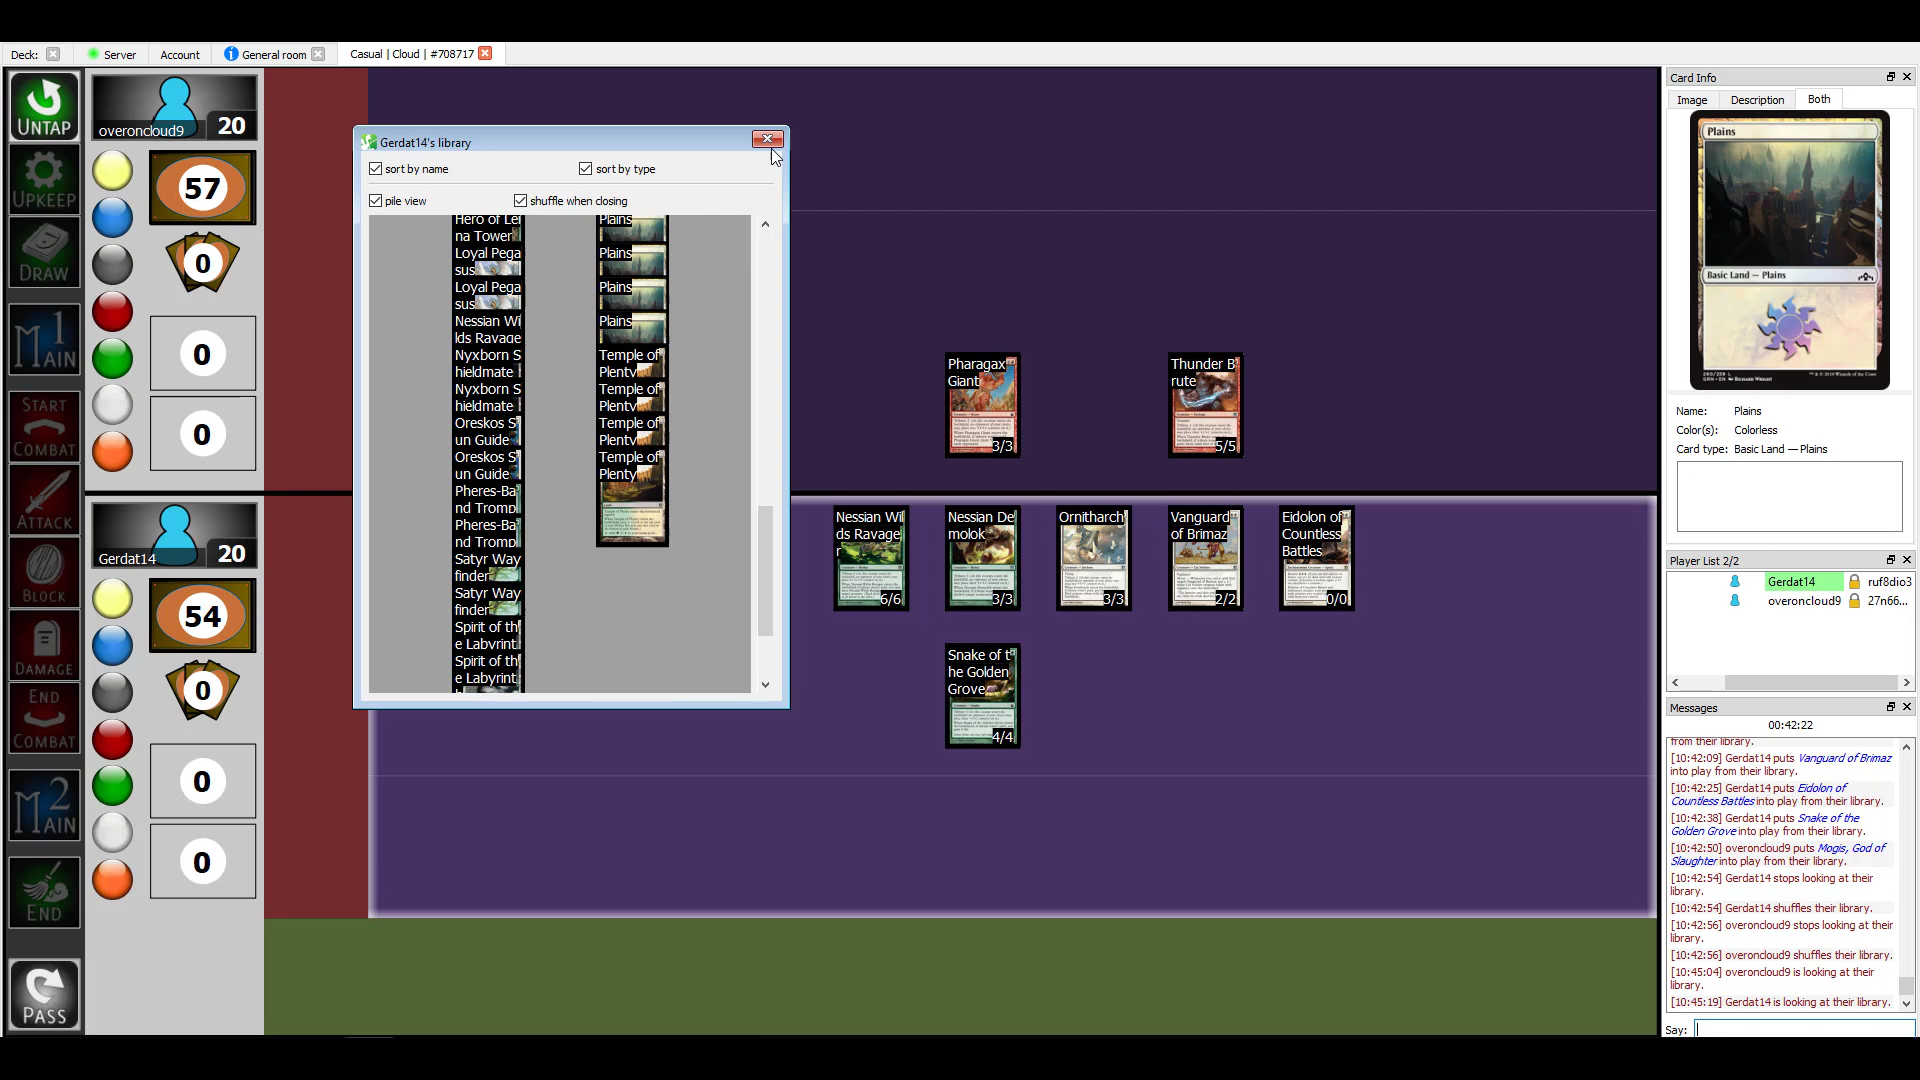 Deck:
Server
Account
General room
Casual | Cloud | #708717
UNTAP
UPKEEP
DRAW
M1
MAIN
START
COMBAT
ATTACK
BLOCK
DAMAGE
END
COMBAT
M2
MAIN
END
PASS
overoncloud9
20
57
0
0
0
Gerdat14
20
54
0
0
0
Gerdat14's library
sort by name
sort by type
pile view
shuffle when closing
Hero of Lei
na Tower
Loyal Pega
sus
Loyal Pega
sus
Nessian Wi
lds Ravage
Nyxborn S
hieldmate
Nyxborn S
hieldmate
Oreskos S
un Guide
Oreskos S
un Guide
Pheres-Ba
nd Tromp
Pheres-Ba
nd Tromp
Satyr Way
finder
Satyr Way
finder
Spirit of th
e Labyrint
Spirit of th
e Labyrint
Plains
Plains
Plains
Plains
Temple of
Plenty
Temple of
Plenty
Temple of
Plenty
Temple of
Plenty
Pharagax
Giant
3/3
Thunder B
rute
5/5
Nessian Wil
ds Ravage
r
6/6
Nessian De
molok
3/3
Ornitharch
3/3
Vanguard
of Brimaz
2/2
Eidolon of
Countless
Battles
0/0
Snake of t
he Golden
Grove
4/4
Card Info
Image
Description
Both
Plains
Basic Land — Plains
Name: Plains
Color(s): Colorless
Card type: Basic Land — Plains
Player List 2/2
Gerdat14 ruf8dio3
overoncloud9 27n66...
Messages
00:42:22
from their library.
[10:42:09] Gerdat14 puts Vanguard of Brimaz
into play from their library.
[10:42:25] Gerdat14 puts Eidolon of
Countless Battles into play from their library.
[10:42:38] Gerdat14 puts Snake of the
Golden Grove into play from their library.
[10:42:50] overoncloud9 puts Mogis, God of
Slaughter into play from their library.
[10:42:54] Gerdat14 stops looking at their
library.
[10:42:54] Gerdat14 shuffles their library.
[10:42:56] overoncloud9 stops looking at their
library.
[10:42:56] overoncloud9 shuffles their library.
[10:45:04] overoncloud9 is looking at their
library.
[10:45:19] Gerdat14 is looking at their library.
Say: